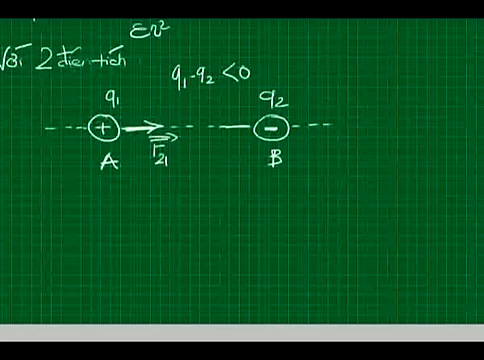 εr²
Với 2 điện tích
q₁.q₂ < 0
q₁ q₂
+ -
A F₂₁ B